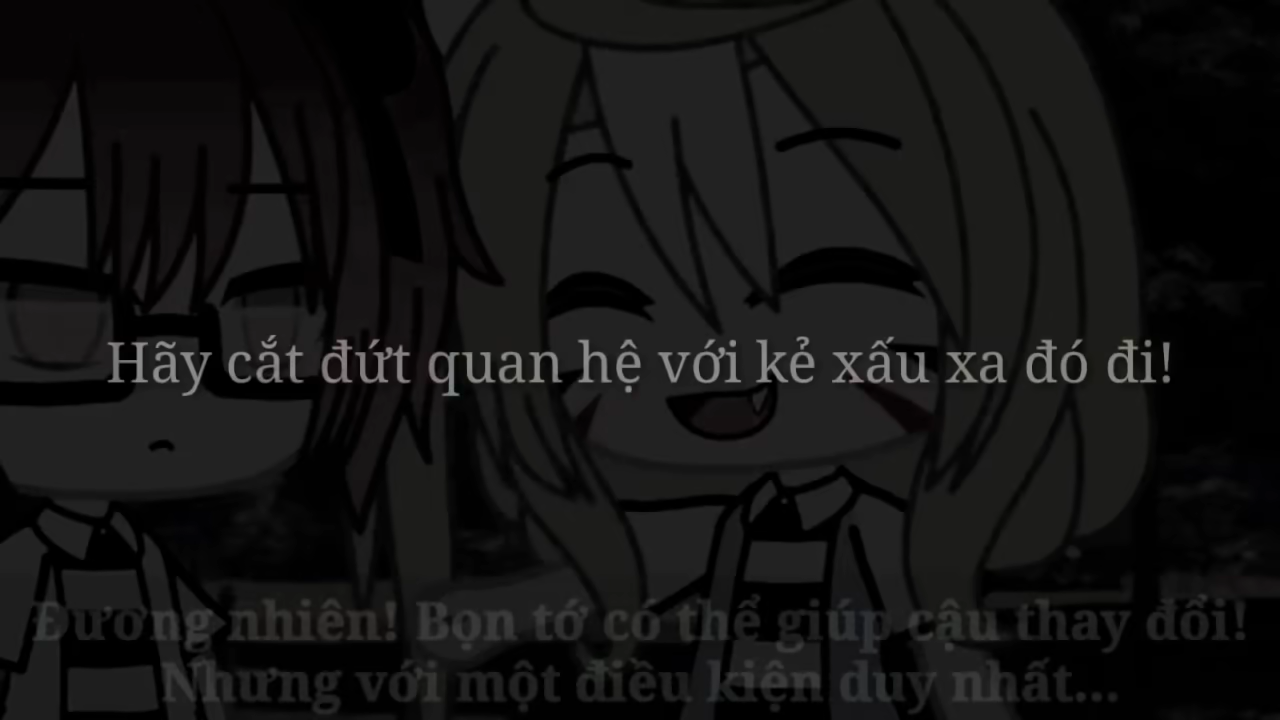 Hãy cắt đứt quan hệ với kẻ xấu xa đó đi!
Đương nhiên! Bọn tớ có thể giúp cậu thay đổi!
Nhưng với một điều kiện duy nhất...